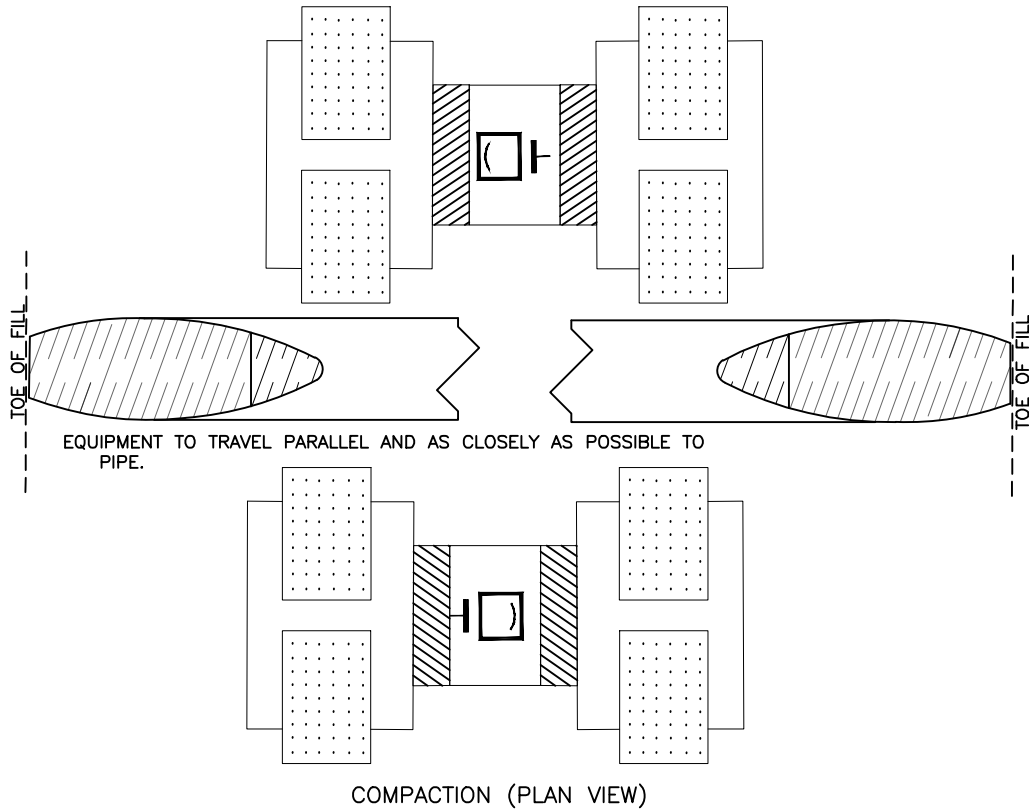 TOE OF FILL
TOE OF FILL
EQUIPMENT TO TRAVEL PARALLEL AND AS CLOSELY AS POSSIBLE TO
PIPE.
COMPACTION (PLAN VIEW)